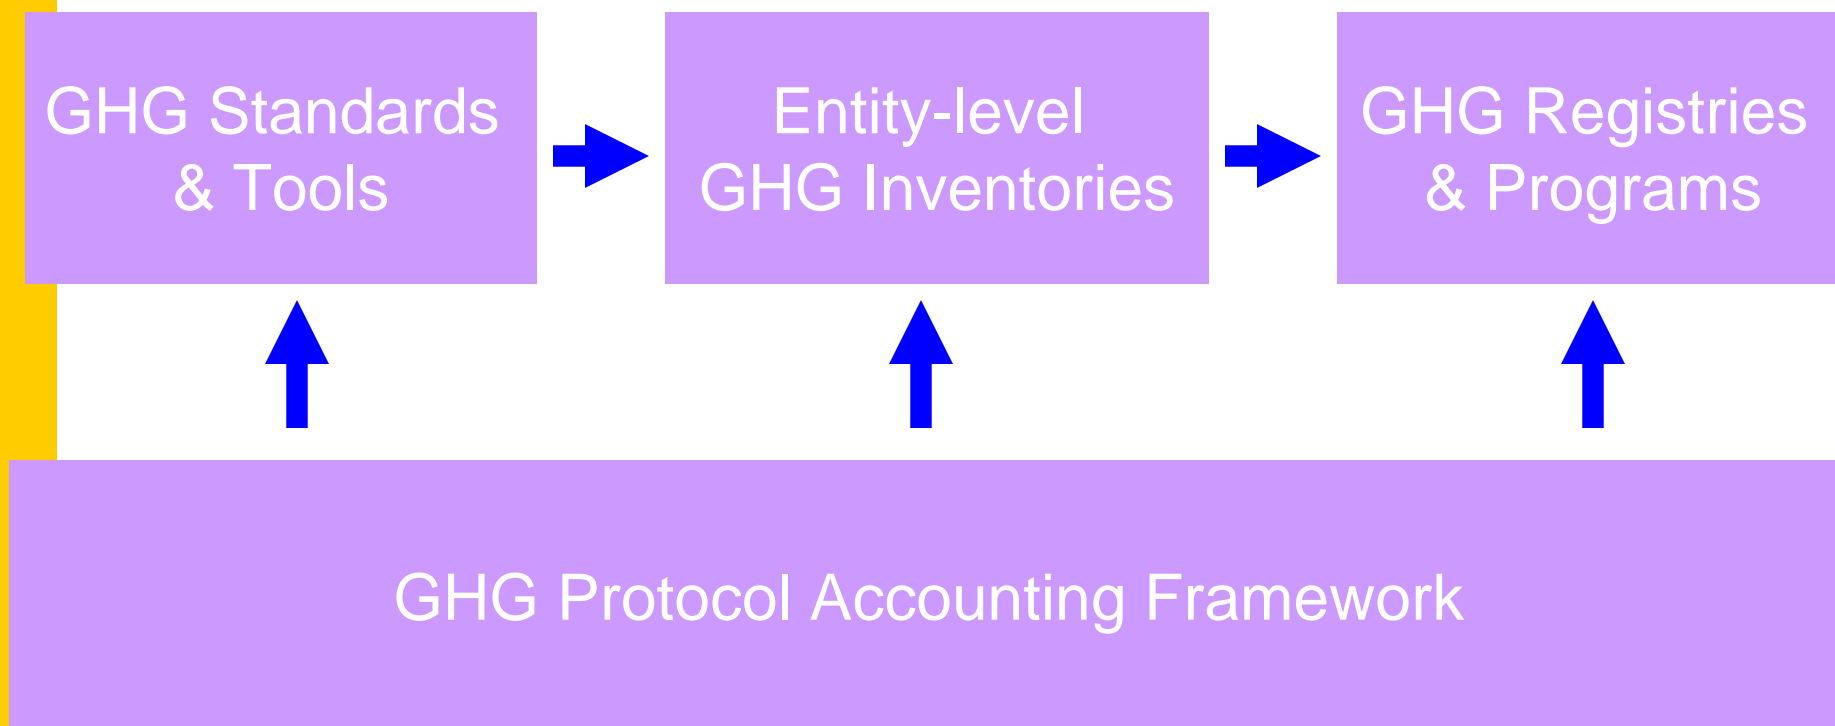 GHG Standards
& Tools
Entity-level
GHG Inventories
GHG Registries
& Programs
GHG Protocol Accounting Framework